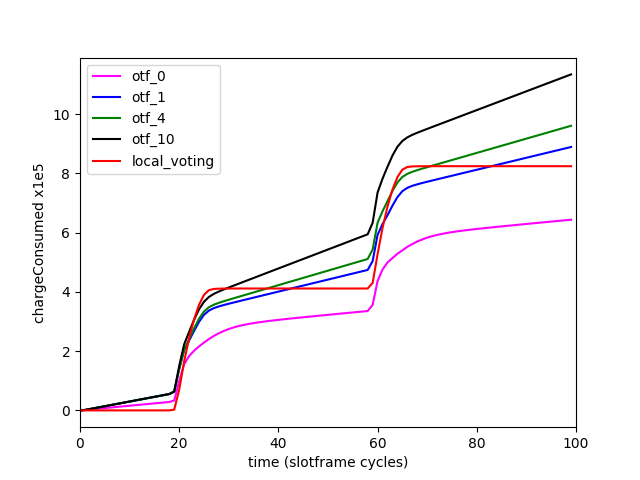 otf_0
otf_1
otf_4
otf_10
local_voting
chargeConsumed x1e5
10
8
6
4
2
0
0 20 40 60 80 100
time (slotframe cycles)